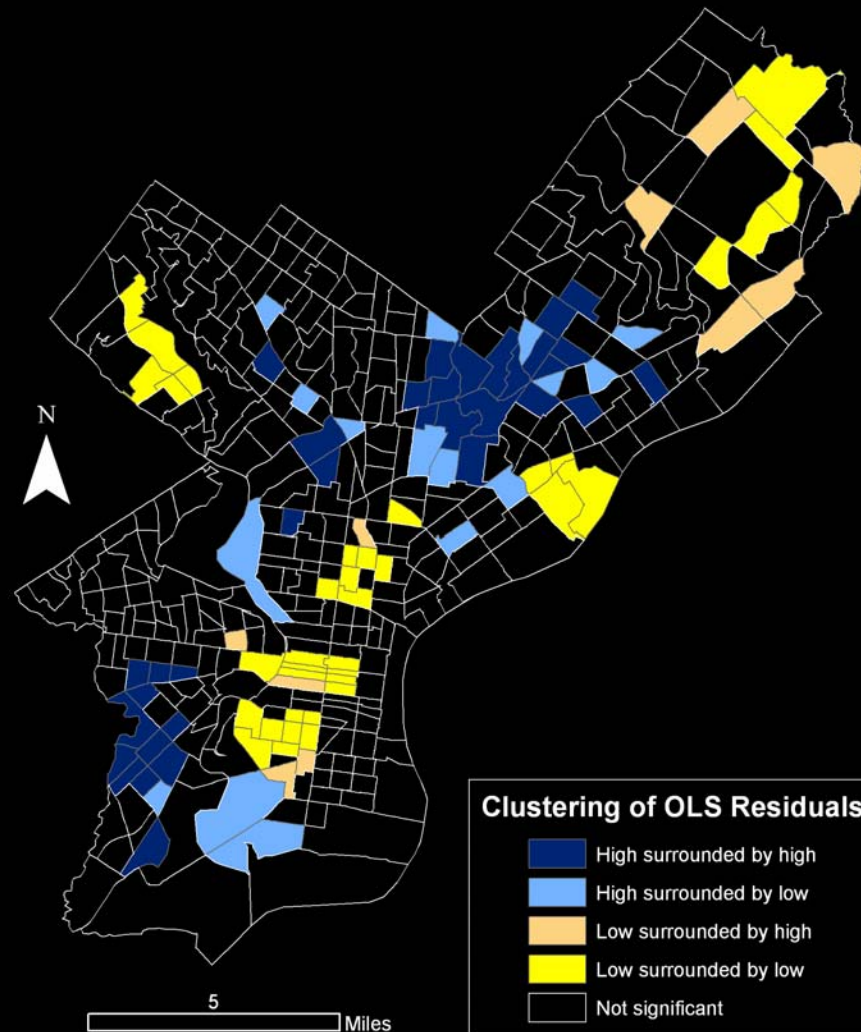 N
Clustering of OLS Residuals
High surrounded by high
High surrounded by low
Low surrounded by high
Low surrounded by low
Not significant
5
Miles